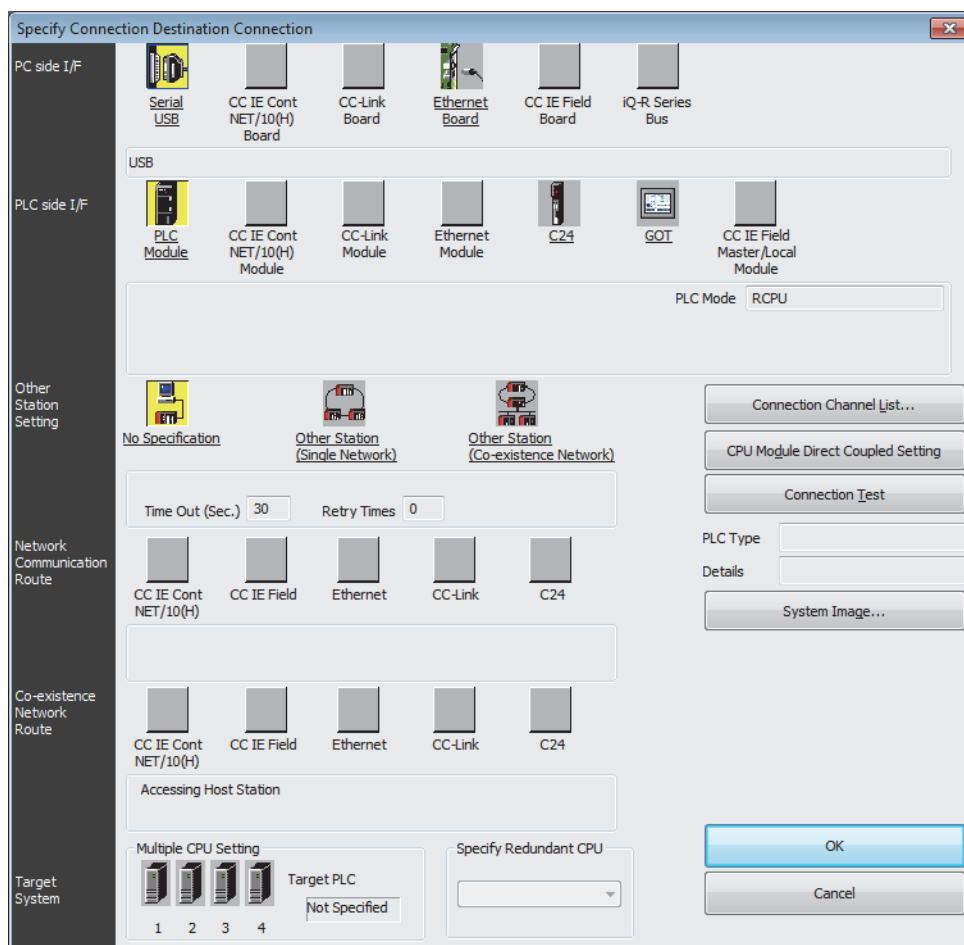 Specify Connection Destination Connection
PC side I/F
Serial
USB
CC IE Cont
NET/10(H)
Board
CC-Link
Board
Ethernet
Board
CC IE Field
Board
iQ-R Series
Bus
USB
PLC side I/F
PLC
Module
CC IE Cont
NET/10(H)
Module
CC-Link
Module
Ethernet
Module
C24
GOT
CC IE Field
Master/Local
Module
PLC Mode RCPU
Other
Station
Setting
No Specification
Other Station
(Single Network)
Other Station
(Co-existence Network)
Time Out (Sec.) 30 Retry Times 0
Connection Channel List...
CPU Module Direct Coupled Setting
Connection Test
PLC Type
Details
System Image...
Network
Communication
Route
CC IE Cont
NET/10(H)
CC IE Field
Ethernet
CC-Link
C24
Co-existence
Network
Route
CC IE Cont
NET/10(H)
CC IE Field
Ethernet
CC-Link
C24
Accessing Host Station
Target
System
Multiple CPU Setting
1 2 3 4
Target PLC
Not Specified
Specify Redundant CPU
OK
Cancel